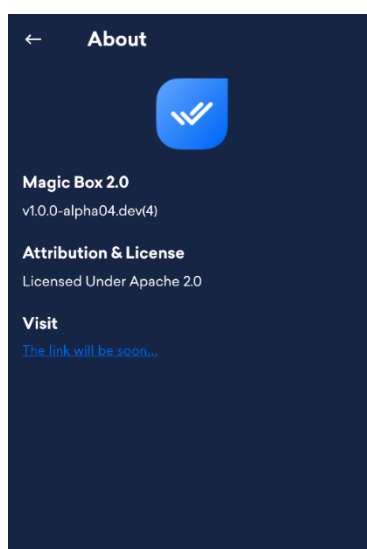 About
Magic Box 2.0
v1.0.0-alpha04.dev(4)
Attribution & License
Licensed Under Apache 2.0
Visit
The link will be soon...